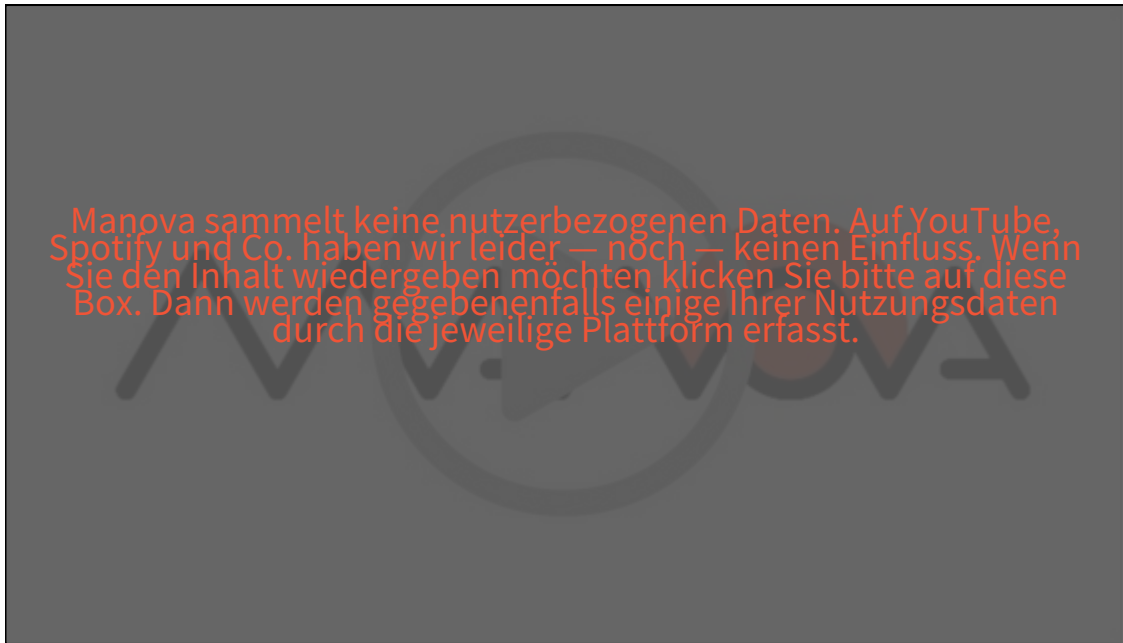 Manova sammelt keine nutzerbezogenen Daten. Auf YouTube,
Spotify und Co. haben wir leider — noch — keinen Einfluss. Wenn
Sie den Inhalt wiedergeben möchten klicken Sie bitte auf diese
Box. Dann werden gegebenenfalls einige Ihrer Nutzungsdaten
durch die jeweilige Plattform erfasst.
MANOVA